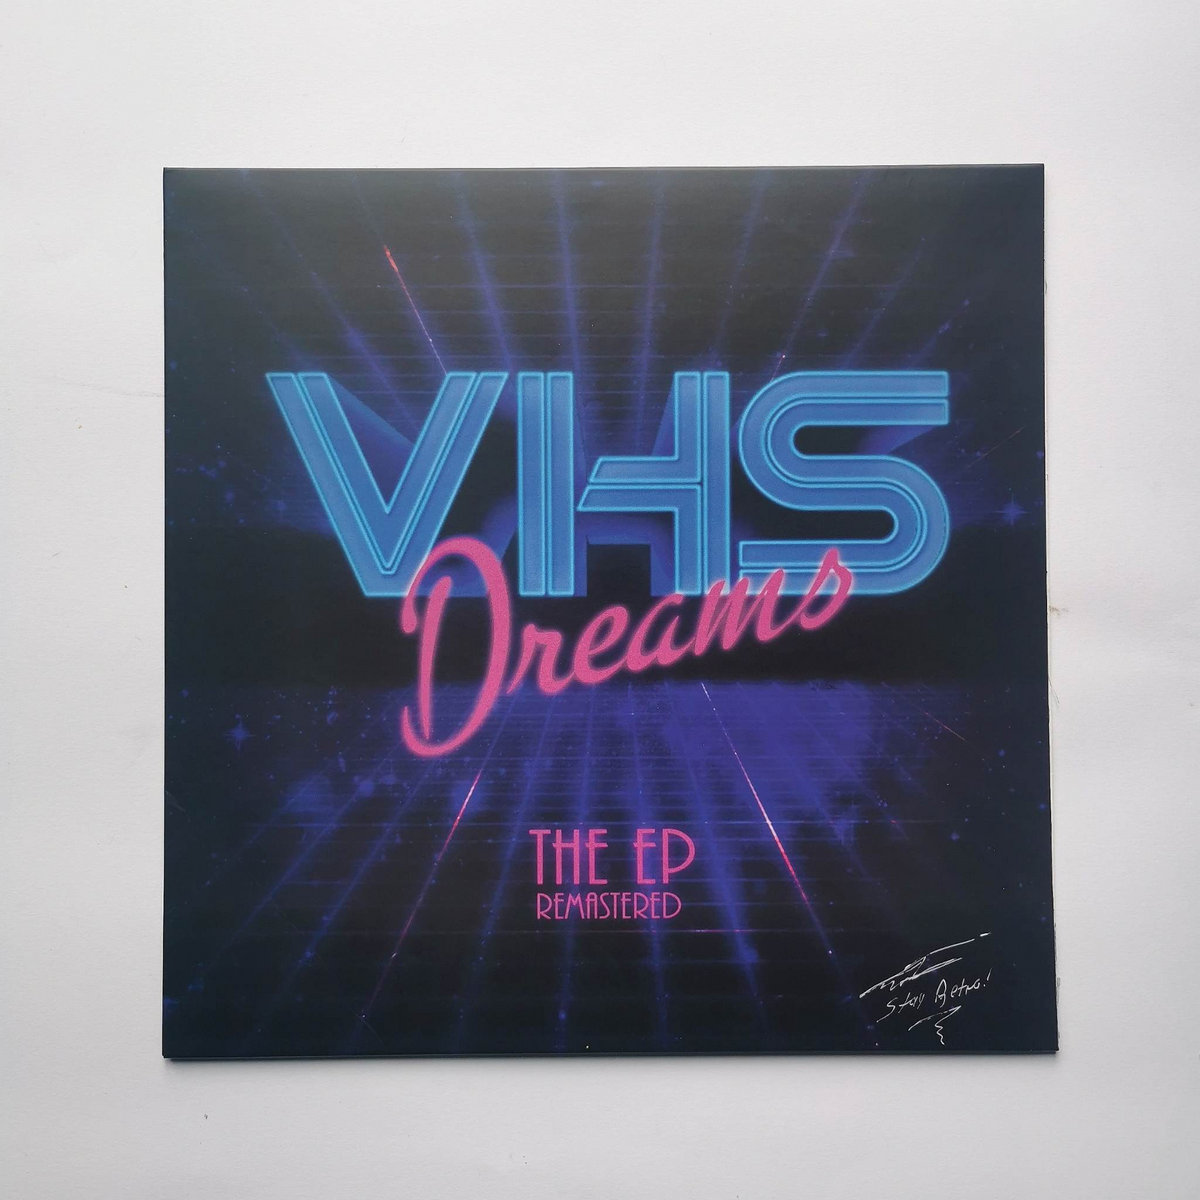 VHS
Dreams
THE EP
REMASTERED
Stay Retro!